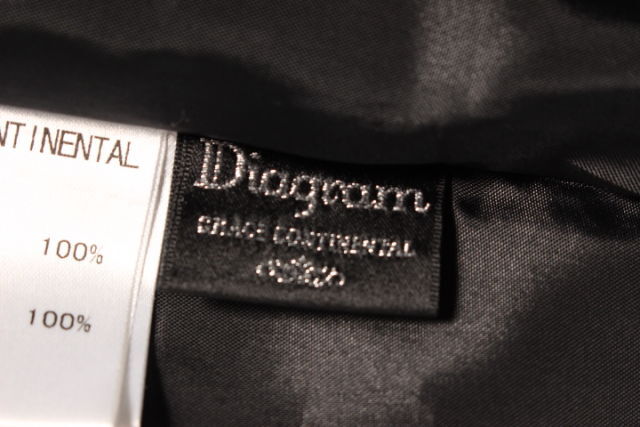 NTINENTAL
100%
100%
Diagram
GRACE CONTINENTAL